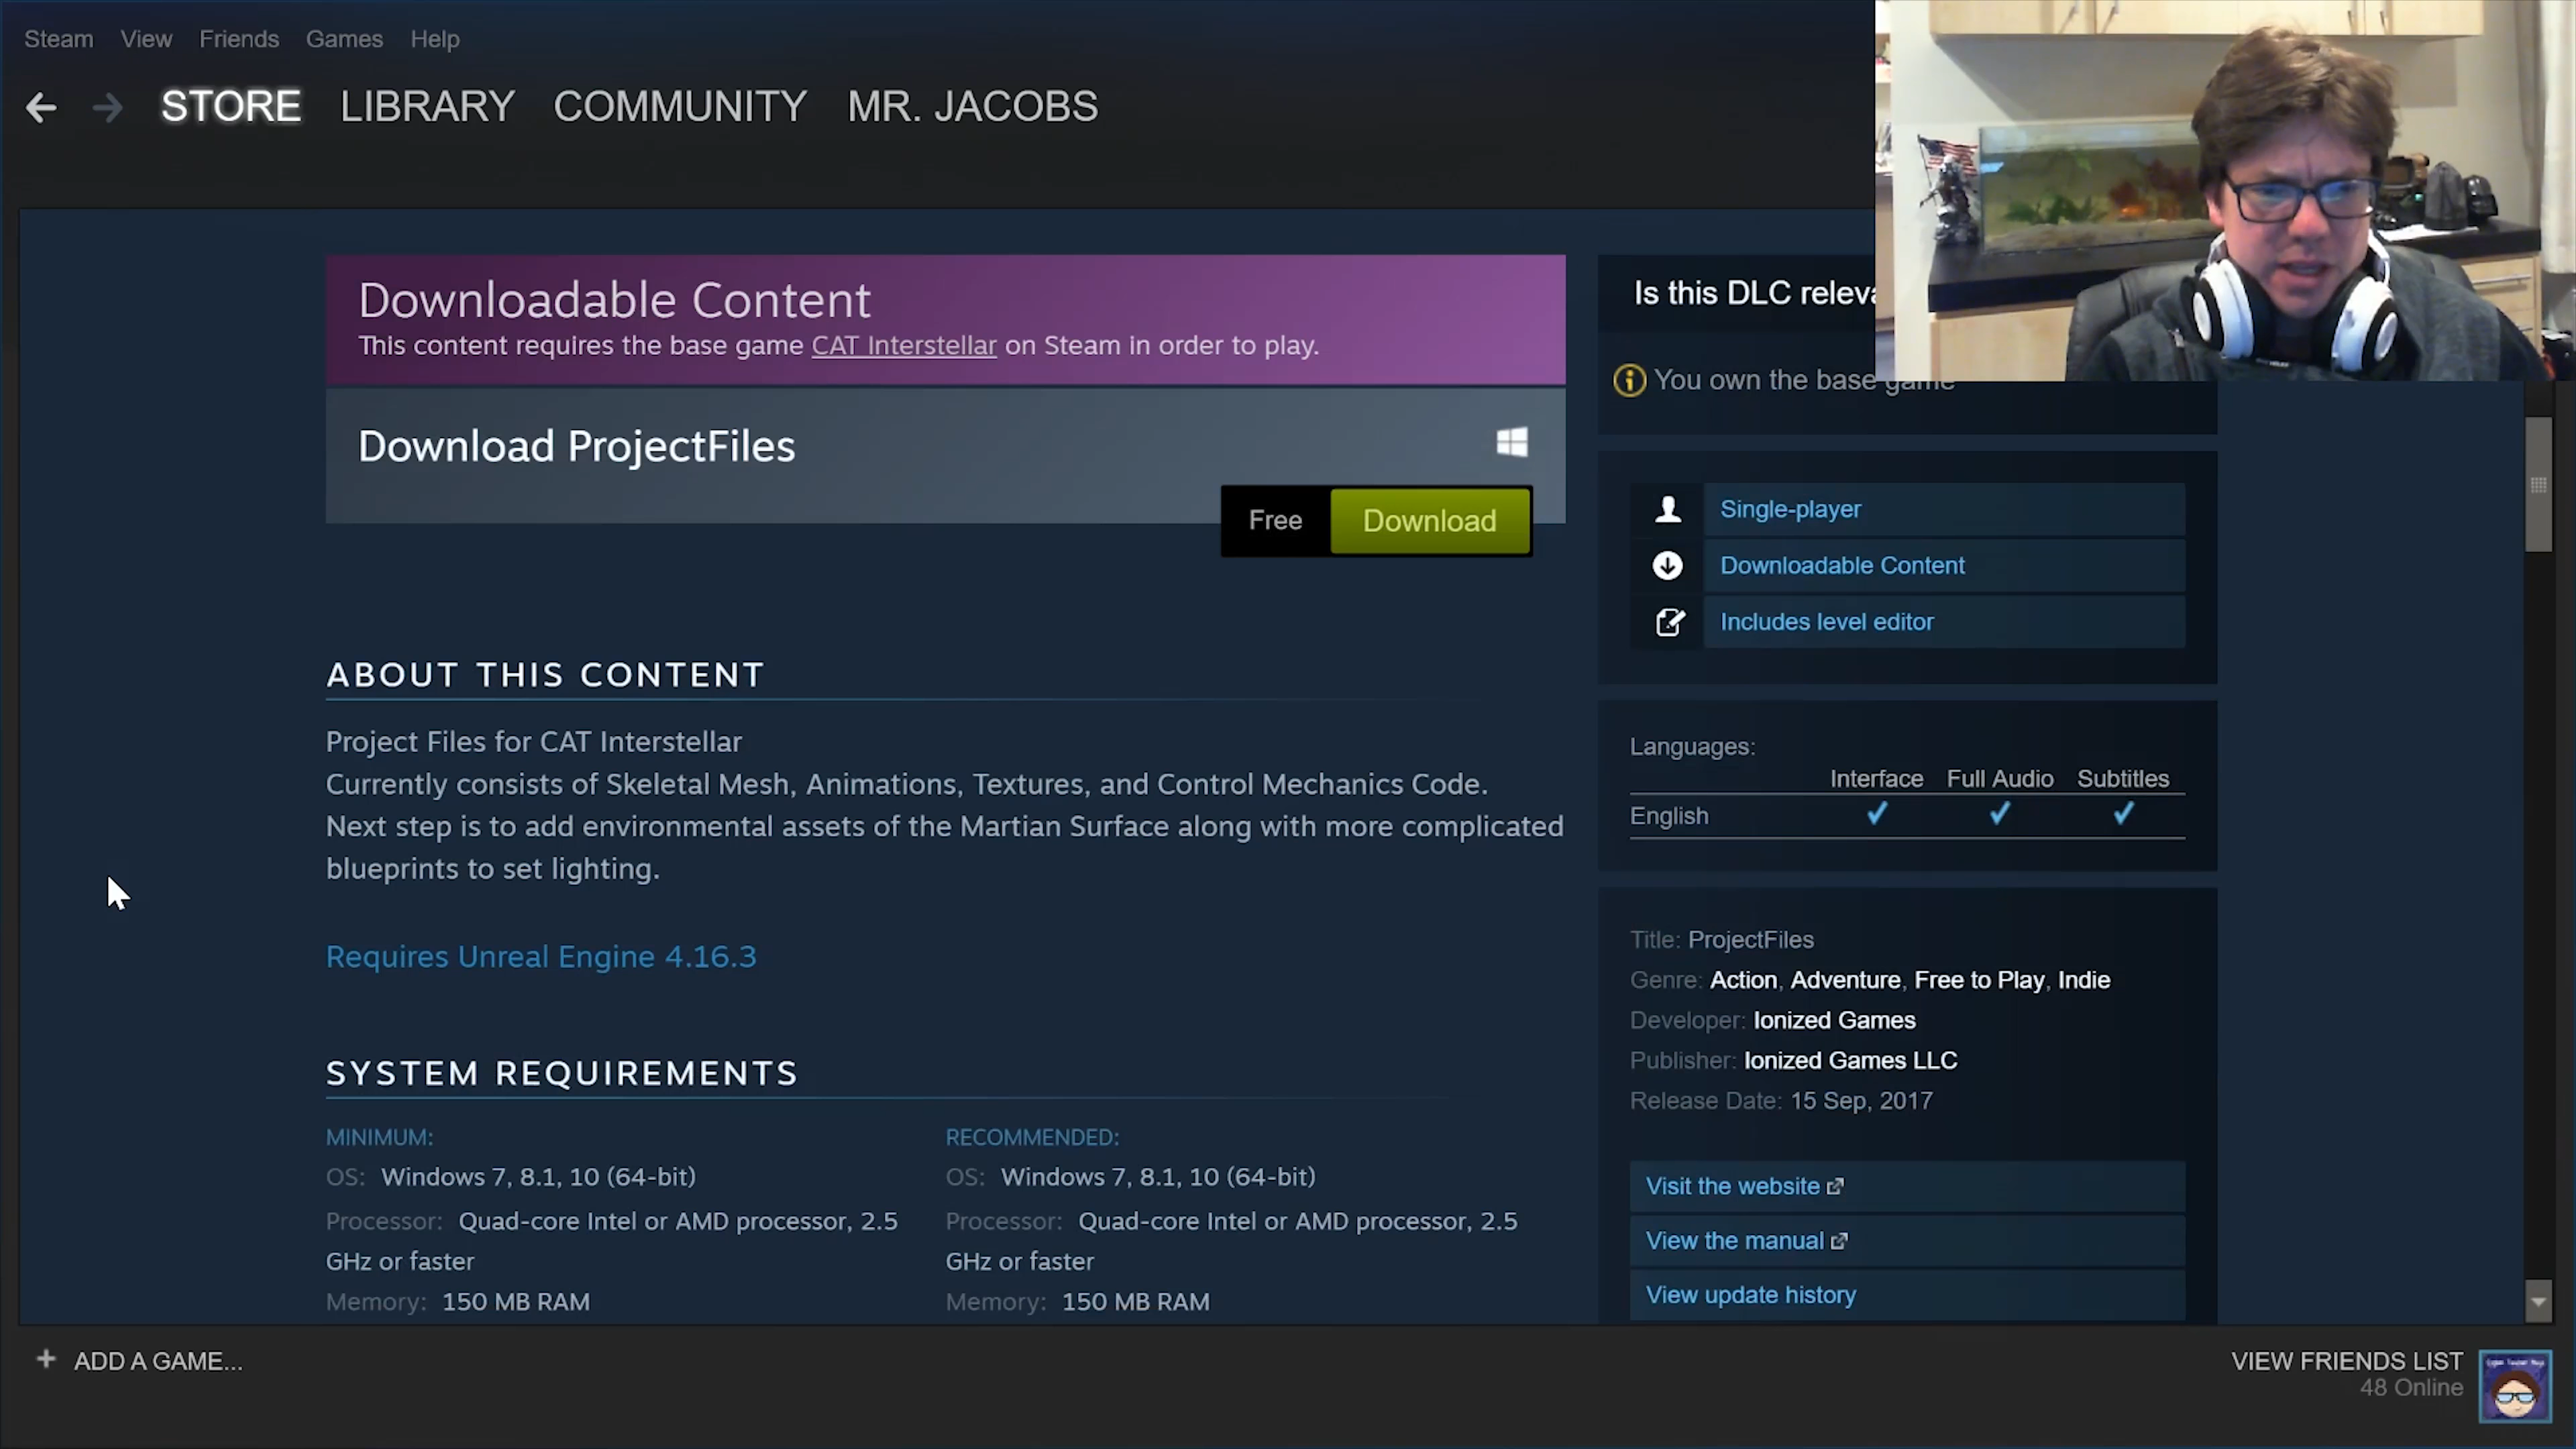 Steam View Friends Games Help
STORE LIBRARY COMMUNITY MR. JACOBS
Downloadable Content
This content requires the base game CAT Interstellar on Steam in order to play.
Download ProjectFiles
Free Download
ABOUT THIS CONTENT
Project Files for CAT Interstellar
Currently consists of Skeletal Mesh, Animations, Textures, and Control Mechanics Code.
Next step is to add environmental assets of the Martian Surface along with more complicated
blueprints to set lighting.
Requires Unreal Engine 4.16.3
SYSTEM REQUIREMENTS
MINIMUM:
OS: Windows 7, 8.1, 10 (64-bit)
Processor: Quad-core Intel or AMD processor, 2.5
GHz or faster
Memory: 150 MB RAM
RECOMMENDED:
OS: Windows 7, 8.1, 10 (64-bit)
Processor: Quad-core Intel or AMD processor, 2.5
GHz or faster
Memory: 150 MB RAM
Is this DLC
You own the base game
Single-player
Downloadable Content
Includes level editor
Languages:
Interface Full Audio Subtitles
English
Title: ProjectFiles
Genre: Action, Adventure, Free to Play, Indie
Developer: Ionized Games
Publisher: Ionized Games LLC
Release Date: 15 Sep, 2017
Visit the website
View the manual
View update history
+ ADD A GAME...
VIEW FRIENDS LIST
48 Online